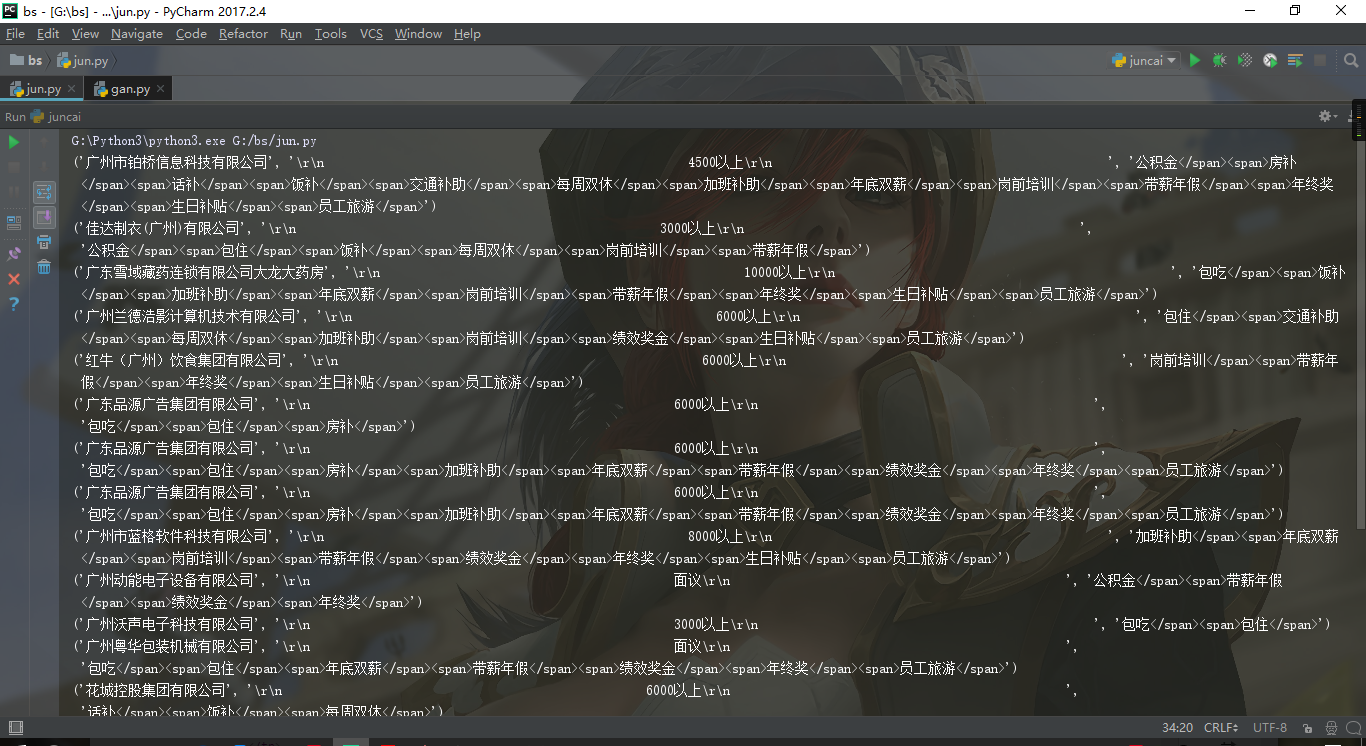 bs - [G:\bs] - ...\jun.py - PyCharm 2017.2.4
File Edit View Navigate Code Refactor Run Tools VCS Window Help
bs jun.py juncai
jun.py gan.py
Run juncai
G:\Python3\python3.exe G:/bs/jun.py
('广州市铂桥信息科技有限公司', '\r\n 4500以上\r\n ', '公积金</span><span>房补
</span><span>话补</span><span>饭补</span><span>交通补助</span><span>每周双休</span><span>加班补助</span><span>年底双薪</span><span>岗前培训</span><span>带薪年假</span><span>年终奖
</span><span>生日补贴</span><span>员工旅游</span>')
('佳达制衣(广州)有限公司', '\r\n 3000以上\r\n ',
'公积金</span><span>包住</span><span>饭补</span><span>每周双休</span><span>岗前培训</span><span>带薪年假</span>')
('广东雪域藏药连锁有限公司大龙大药房', '\r\n 10000以上\r\n ', '包吃</span><span>饭补
</span><span>加班补助</span><span>年底双薪</span><span>岗前培训</span><span>带薪年假</span><span>年终奖</span><span>生日补贴</span><span>员工旅游</span>')
('广州兰德浩影计算机技术有限公司', '\r\n 6000以上\r\n ', '包住</span><span>交通补助
</span><span>每周双休</span><span>加班补助</span><span>岗前培训</span><span>绩效奖金</span><span>生日补贴</span><span>员工旅游</span>')
('红牛（广州）饮食集团有限公司', '\r\n 6000以上\r\n ', '岗前培训</span><span>带薪年
假</span><span>年终奖</span><span>生日补贴</span><span>员工旅游</span>')
('广东品源广告集团有限公司', '\r\n 6000以上\r\n ',
'包吃</span><span>包住</span><span>房补</span>')
('广东品源广告集团有限公司', '\r\n 6000以上\r\n ',
'包吃</span><span>包住</span><span>房补</span><span>加班补助</span><span>年底双薪</span><span>带薪年假</span><span>绩效奖金</span><span>年终奖</span><span>员工旅游</span>')
('广东品源广告集团有限公司', '\r\n 6000以上\r\n ',
'包吃</span><span>包住</span><span>房补</span><span>加班补助</span><span>年底双薪</span><span>带薪年假</span><span>绩效奖金</span><span>年终奖</span><span>员工旅游</span>')
('广州市蓝格软件科技有限公司', '\r\n 8000以上\r\n ', '加班补助</span><span>年底双薪
</span><span>岗前培训</span><span>带薪年假</span><span>绩效奖金</span><span>年终奖</span><span>生日补贴</span><span>员工旅游</span>')
('广州动能电子设备有限公司', '\r\n 面议\r\n ', '公积金</span><span>带薪年假
</span><span>绩效奖金</span><span>年终奖</span>')
('广州沃声电子科技有限公司', '\r\n 3000以上\r\n ', '包吃</span><span>包住</span>')
('广州粤华包装机械有限公司', '\r\n 面议\r\n ',
'包吃</span><span>包住</span><span>年底双薪</span><span>带薪年假</span><span>绩效奖金</span><span>年终奖</span><span>员工旅游</span>')
('花城控股集团有限公司', '\r\n 6000以上\r\n ',
'话补</span><span>饭补</span><span>每周双休</span>')
34:20 CRLF UTF-8